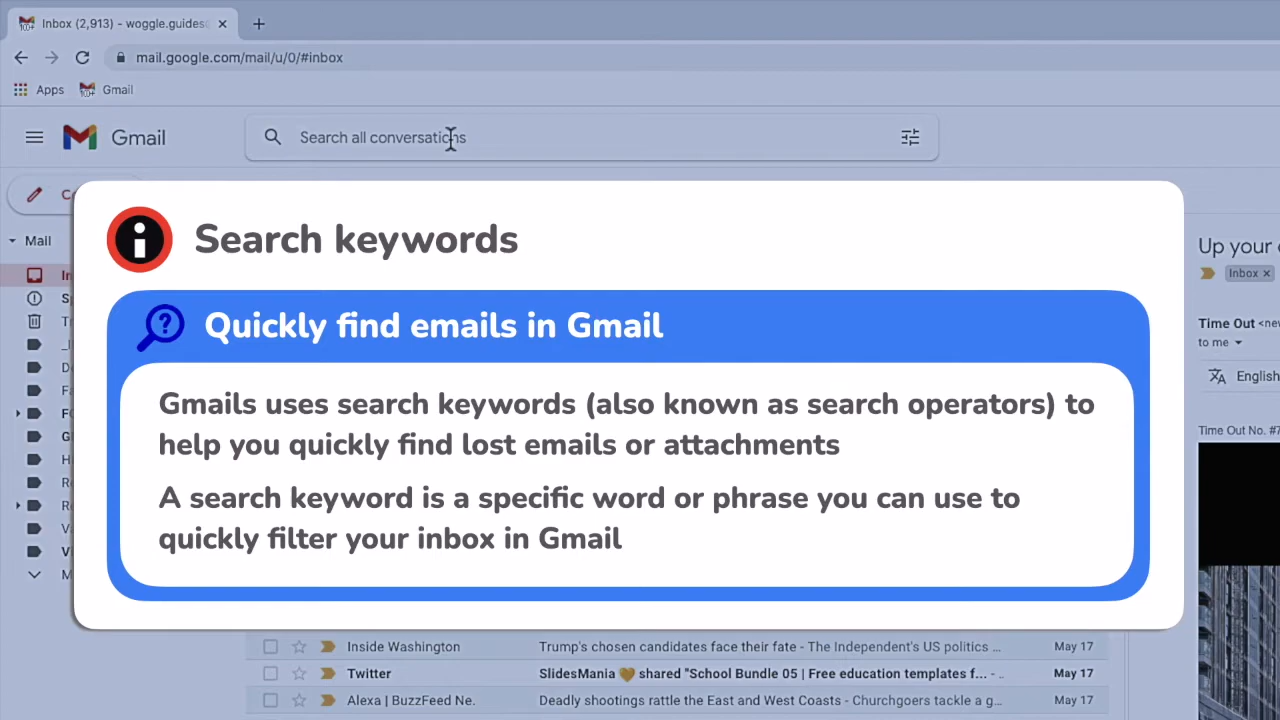 Inbox (2,913) - woggle.guides
mail.google.com/mail/u/0/#inbox
Apps Gmail
Gmail
Search all conversations
Search keywords
Mail
Up your
Inbox
Quickly find emails in Gmail
Time Out
to me
Gmails uses search keywords (also known as search operators) to
English
help you quickly find lost emails or attachments
Time Out No.
A search keyword is a specific word or phrase you can use to
quickly filter your inbox in Gmail
Inside Washington Trump's chosen candidates face their fate - The Independent's US politics ... May 17
Twitter SlidesMania 🧡 shared "School Bundle 05 | Free education templates f... - .. May 17
Alexa | BuzzFeed Ne. Deadly shootings rattle the East and West Coasts - Churchgoers tackle a g... May 17